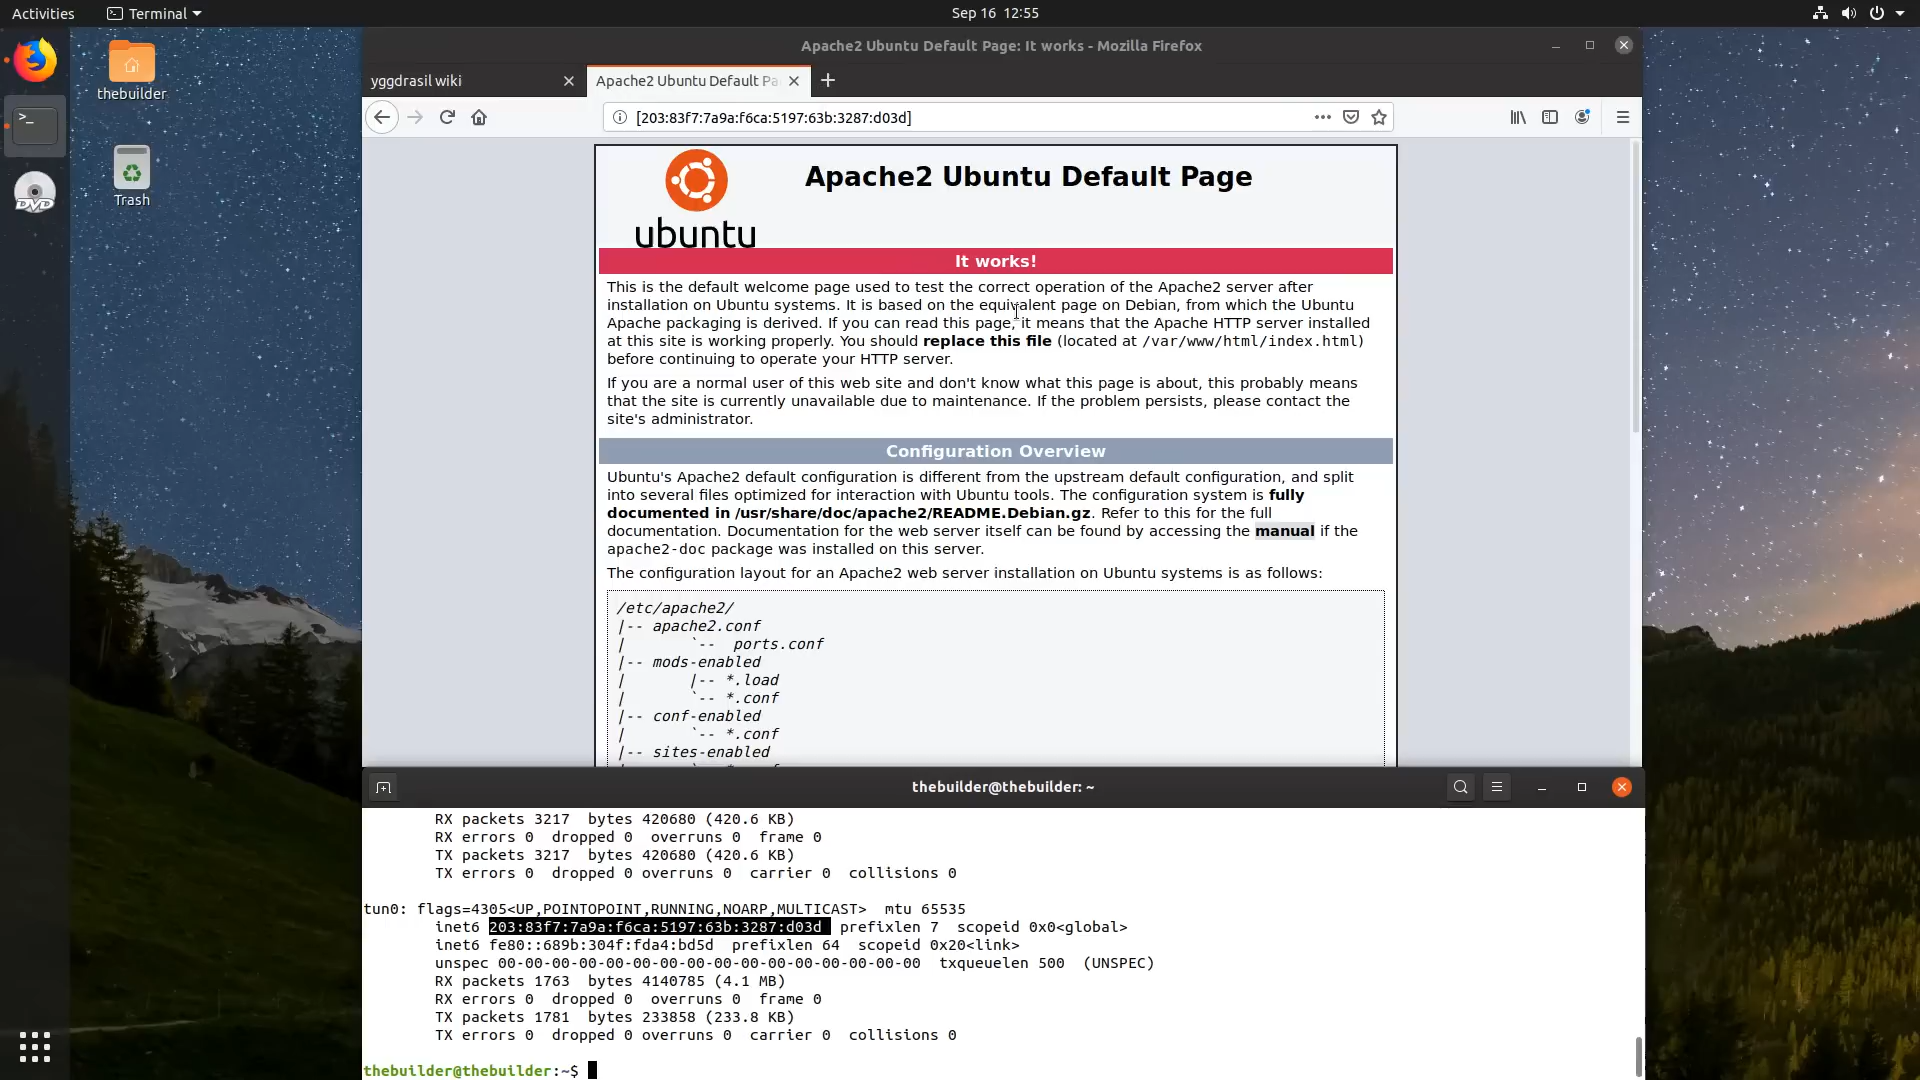 Activities
Terminal
Sep 16 12:55
thebuilder
Trash
DVD
Apache2 Ubuntu Default Page: It works - Mozilla Firefox
yggdrasil wiki
Apache2 Ubuntu Default Pa
[203:83f7:7a9a:f6ca:5197:63b:3287:d03d]
ubuntu
Apache2 Ubuntu Default Page
It works!
This is the default welcome page used to test the correct operation of the Apache2 server after
installation on Ubuntu systems. It is based on the equivalent page on Debian, from which the Ubuntu
Apache packaging is derived. If you can read this page, it means that the Apache HTTP server installed
at this site is working properly. You should replace this file (located at /var/www/html/index.html)
before continuing to operate your HTTP server.
If you are a normal user of this web site and don't know what this page is about, this probably means
that the site is currently unavailable due to maintenance. If the problem persists, please contact the
site's administrator.
Configuration Overview
Ubuntu's Apache2 default configuration is different from the upstream default configuration, and split
into several files optimized for interaction with Ubuntu tools. The configuration system is fully
documented in /usr/share/doc/apache2/README.Debian.gz. Refer to this for the full
documentation. Documentation for the web server itself can be found by accessing the manual if the
apache2-doc package was installed on this server.
The configuration layout for an Apache2 web server installation on Ubuntu systems is as follows:
/etc/apache2/
|-- apache2.conf
|       `--  ports.conf
|-- mods-enabled
|       |-- *.load
|       `-- *.conf
|-- conf-enabled
|       `-- *.conf
|-- sites-enabled
thebuilder@thebuilder: ~
RX packets 3217  bytes 420680 (420.6 KB)
RX errors 0  dropped 0  overruns 0  frame 0
TX packets 3217  bytes 420680 (420.6 KB)
TX errors 0  dropped 0 overruns 0  carrier 0  collisions 0
tun0: flags=4305<UP,POINTOPOINT,RUNNING,NOARP,MULTICAST>  mtu 65535
inet6 203:83f7:7a9a:f6ca:5197:63b:3287:d03d  prefixlen 7  scopeid 0x0<global>
inet6 fe80::689b:304f:fda4:bd5d  prefixlen 64  scopeid 0x20<link>
unspec 00-00-00-00-00-00-00-00-00-00-00-00-00-00-00-00  txqueuelen 500  (UNSPEC)
RX packets 1763  bytes 4140785 (4.1 MB)
RX errors 0  dropped 0  overruns 0  frame 0
TX packets 1781  bytes 233858 (233.8 KB)
TX errors 0  dropped 0 overruns 0  carrier 0  collisions 0
thebuilder@thebuilder:~$